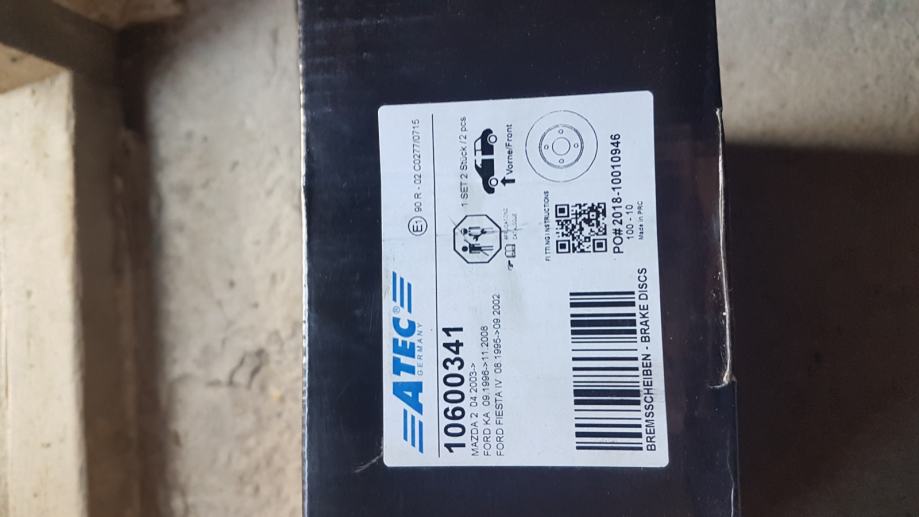 ATEC®
GERMANY
E1 90 R - 02 C0277/0715
10600341
MAZDA 2 04.2003->
FORD KA 09.1996->11.2008
FORD FIESTA IV 08.1995->09.2002
1 SET 2 Stück / 2 pcs
Vorne/Front
FITTING INSTRUCTIONS
PO# 2018-10010946
100 - 10
Made in PRC
BREMSSCHEIBEN - BRAKE DISCS